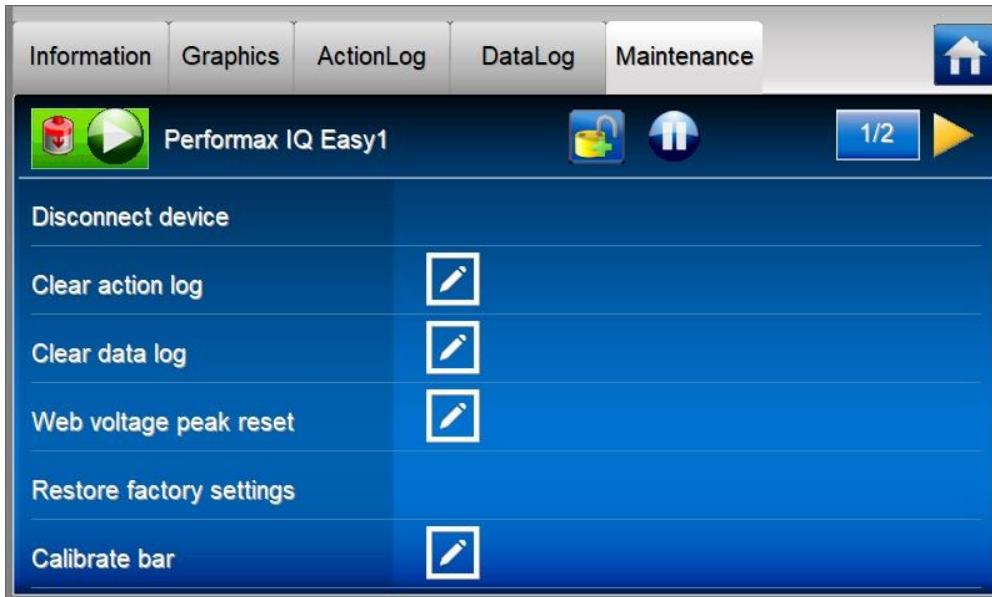 Information Graphics ActionLog DataLog Maintenance
Performax IQ Easy1 1/2
Disconnect device
Clear action log
Clear data log
Web voltage peak reset
Restore factory settings
Calibrate bar